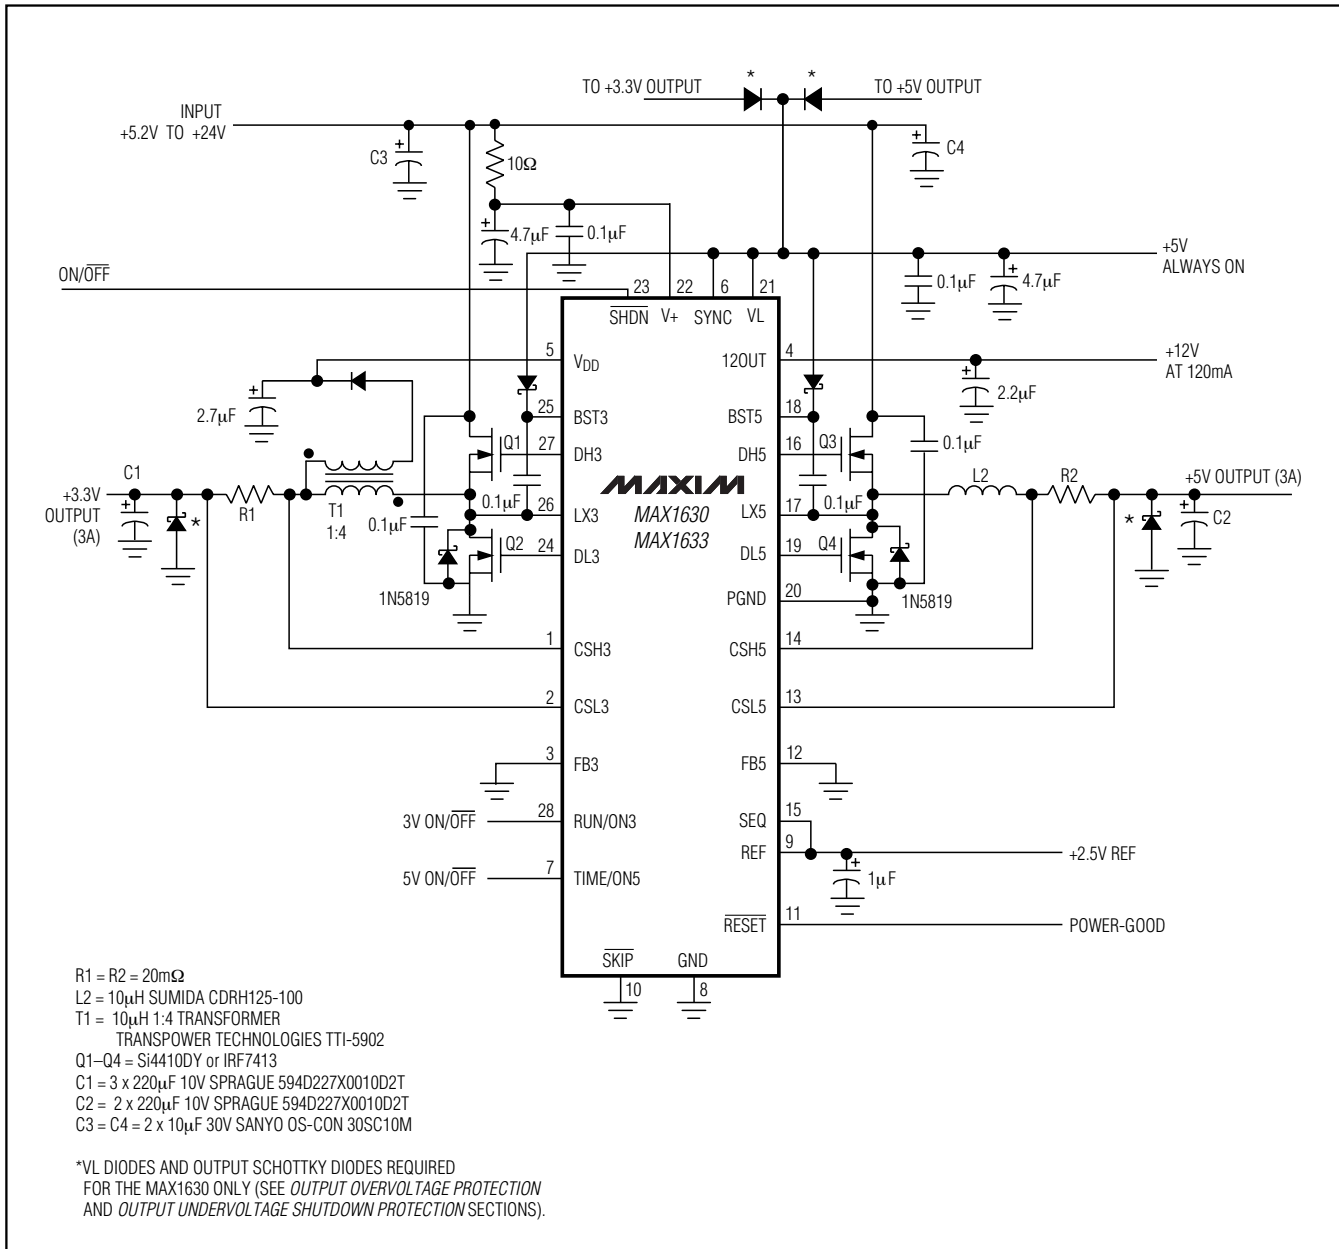 * *
TO +3.3V OUTPUT TO +5V OUTPUT
INPUT
+5.2V TO +24V
+ C3
10Ω
+ C4
+ 4.7µF 0.1µF
+5V
ALWAYS ON
0.1µF + 4.7µF
ON/OFF
23 22 6 21
SHDN V+ SYNC VL
5 VDD 12OUT 4
+12V
AT 120mA
+ 2.7µF
+ 2.2µF
25 BST3 BST5 18
Q1 27 DH3 DH5 16 Q3
0.1µF
C1
+3.3V
OUTPUT
(3A)
+ * R1
T1
1:4
0.1µF
0.1µF 26 LX3 LX5 17 0.1µF
MAXIM
MAX1630
MAX1633
L2 R2
+5V OUTPUT (3A)
* + C2
Q2 24 DL3 DL5 19 Q4
1N5819 1N5819
PGND 20
1 CSH3 CSH5 14
2 CSL3 CSL5 13
3 FB3 FB5 12
3V ON/OFF 28 RUN/ON3 SEQ 15
REF 9 +2.5V REF
+ 1µF
5V ON/OFF 7 TIME/ON5
RESET 11 POWER-GOOD
SKIP GND
10 8
R1 = R2 = 20mΩ
L2 = 10µH SUMIDA CDRH125-100
T1 = 10µH 1:4 TRANSFORMER
TRANSPOWER TECHNOLOGIES TTI-5902
Q1–Q4 = Si4410DY or IRF7413
C1 = 3 x 220µF 10V SPRAGUE 594D227X0010D2T
C2 = 2 x 220µF 10V SPRAGUE 594D227X0010D2T
C3 = C4 = 2 x 10µF 30V SANYO OS-CON 30SC10M
*VL DIODES AND OUTPUT SCHOTTKY DIODES REQUIRED
FOR THE MAX1630 ONLY (SEE OUTPUT OVERVOLTAGE PROTECTION
AND OUTPUT UNDERVOLTAGE SHUTDOWN PROTECTION SECTIONS).